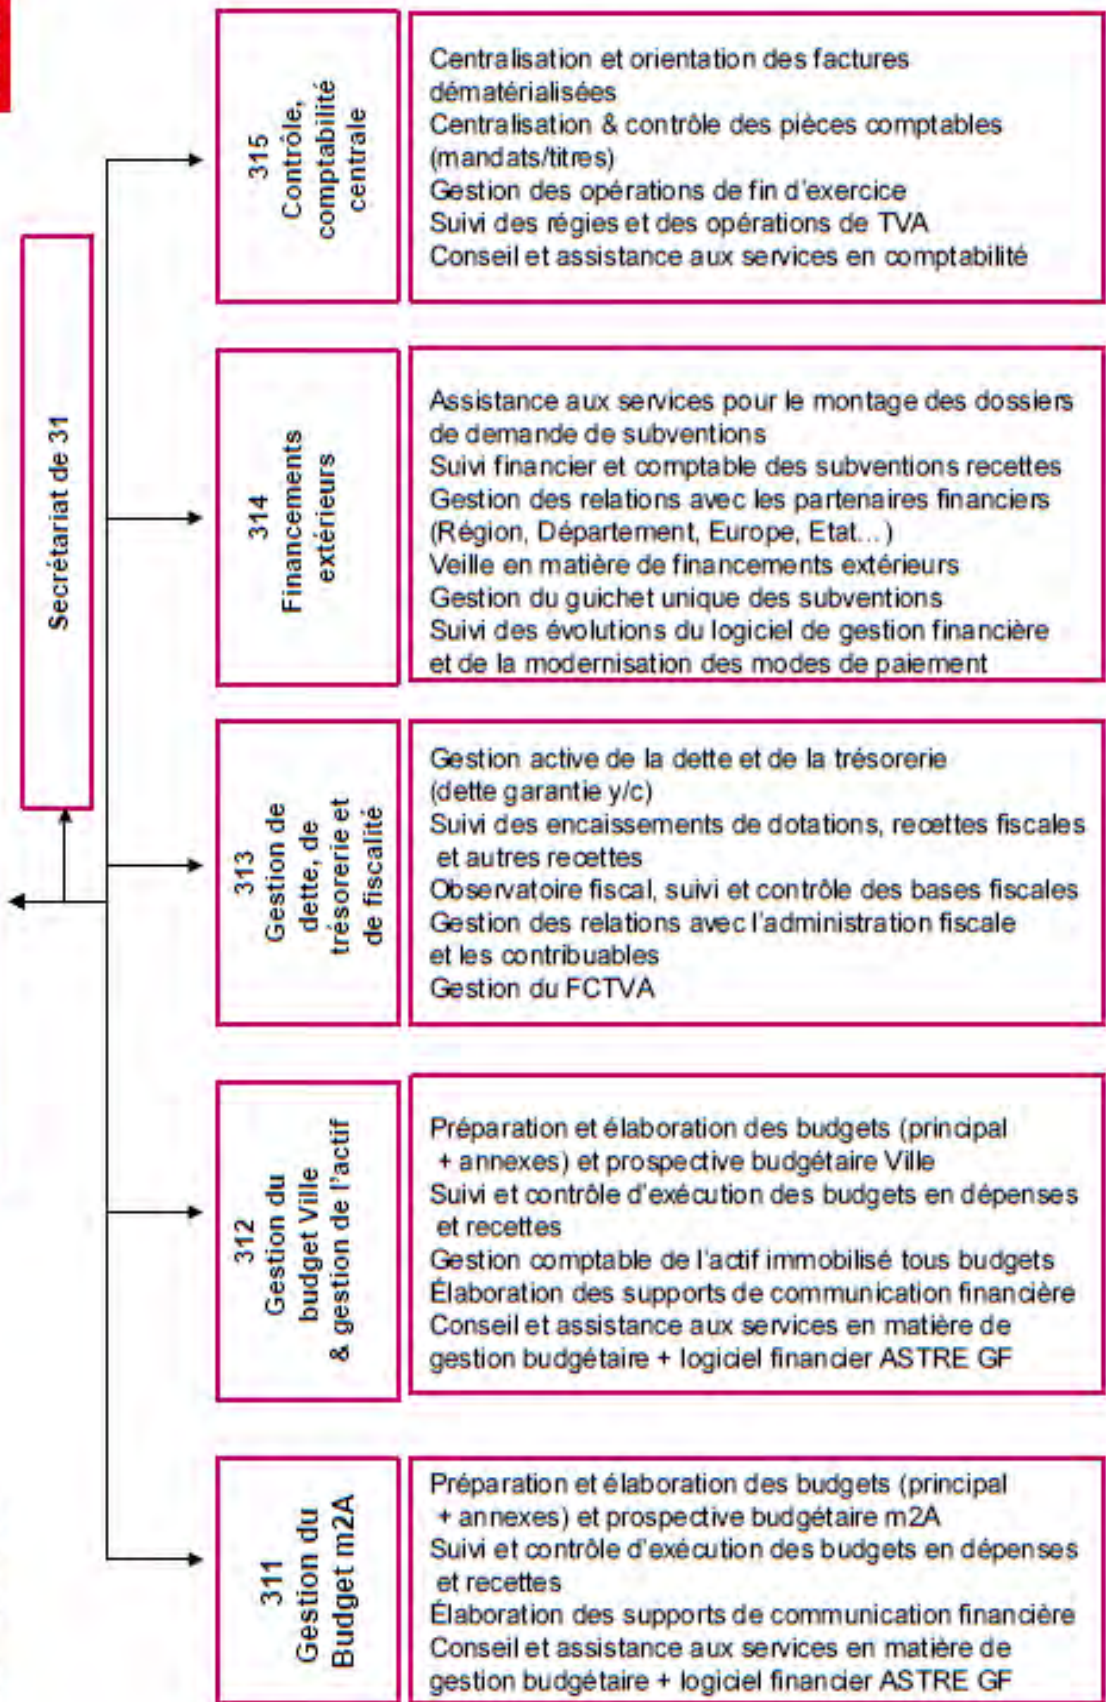 Secrétariat de 31
315
Contrôle,
comptabilité
centrale
Centralisation et orientation des factures
dématérialisées
Centralisation & contrôle des pièces comptables
(mandats/titres)
Gestion des opérations de fin d'exercice
Suivi des régies et des opérations de TVA
Conseil et assistance aux services en comptabilité
314
Financements
extérieurs
Assistance aux services pour le montage des dossiers
de demande de subventions
Suivi financier et comptable des subventions recettes
Gestion des relations avec les partenaires financiers
(Région, Département, Europe, Etat...)
Veille en matière de financements extérieurs
Gestion du guichet unique des subventions
Suivi des évolutions du logiciel de gestion financière
et de la modernisation des modes de paiement
313
Gestion de
dette, de
trésorerie et
de fiscalité
Gestion active de la dette et de la trésorerie
(dette garantie y/c)
Suivi des encaissements de dotations, recettes fiscales
et autres recettes
Observatoire fiscal, suivi et contrôle des bases fiscales
Gestion des relations avec l'administration fiscale
et les contribuables
Gestion du FCTVA
312
Gestion du
budget Ville
& gestion de l'actif
Préparation et élaboration des budgets (principal
+ annexes) et prospective budgétaire Ville
Suivi et contrôle d'exécution des budgets en dépenses
et recettes
Gestion comptable de l'actif immobilisé tous budgets
Élaboration des supports de communication financière
Conseil et assistance aux services en matière de
gestion budgétaire + logiciel financier ASTRE GF
311
Gestion du
Budget m2A
Préparation et élaboration des budgets (principal
+ annexes) et prospective budgétaire m2A
Suivi et contrôle d'exécution des budgets en dépenses
et recettes
Élaboration des supports de communication financière
Conseil et assistance aux services en matière de
gestion budgétaire + logiciel financier ASTRE GF